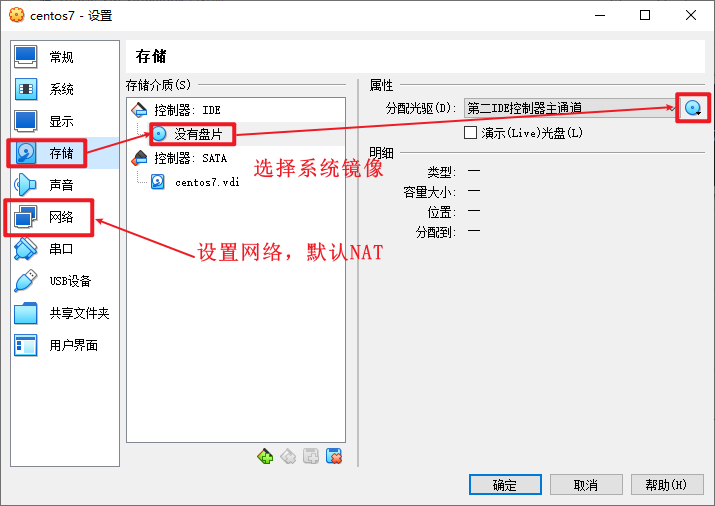 centos7 - 设置
常规
系统
显示
存储
声音
网络
串口
USB设备
共享文件夹
用户界面
存储
存储介质(S)
控制器: IDE
没有盘片
控制器: SATA
centos7.vdi
选择系统镜像
设置网络，默认NAT
属性
分配光驱(D): 第二IDE控制器主通道
演示(Live)光盘(L)
明细
类型: —
容量大小: —
位置: —
分配到: —
确定
取消
帮助(H)